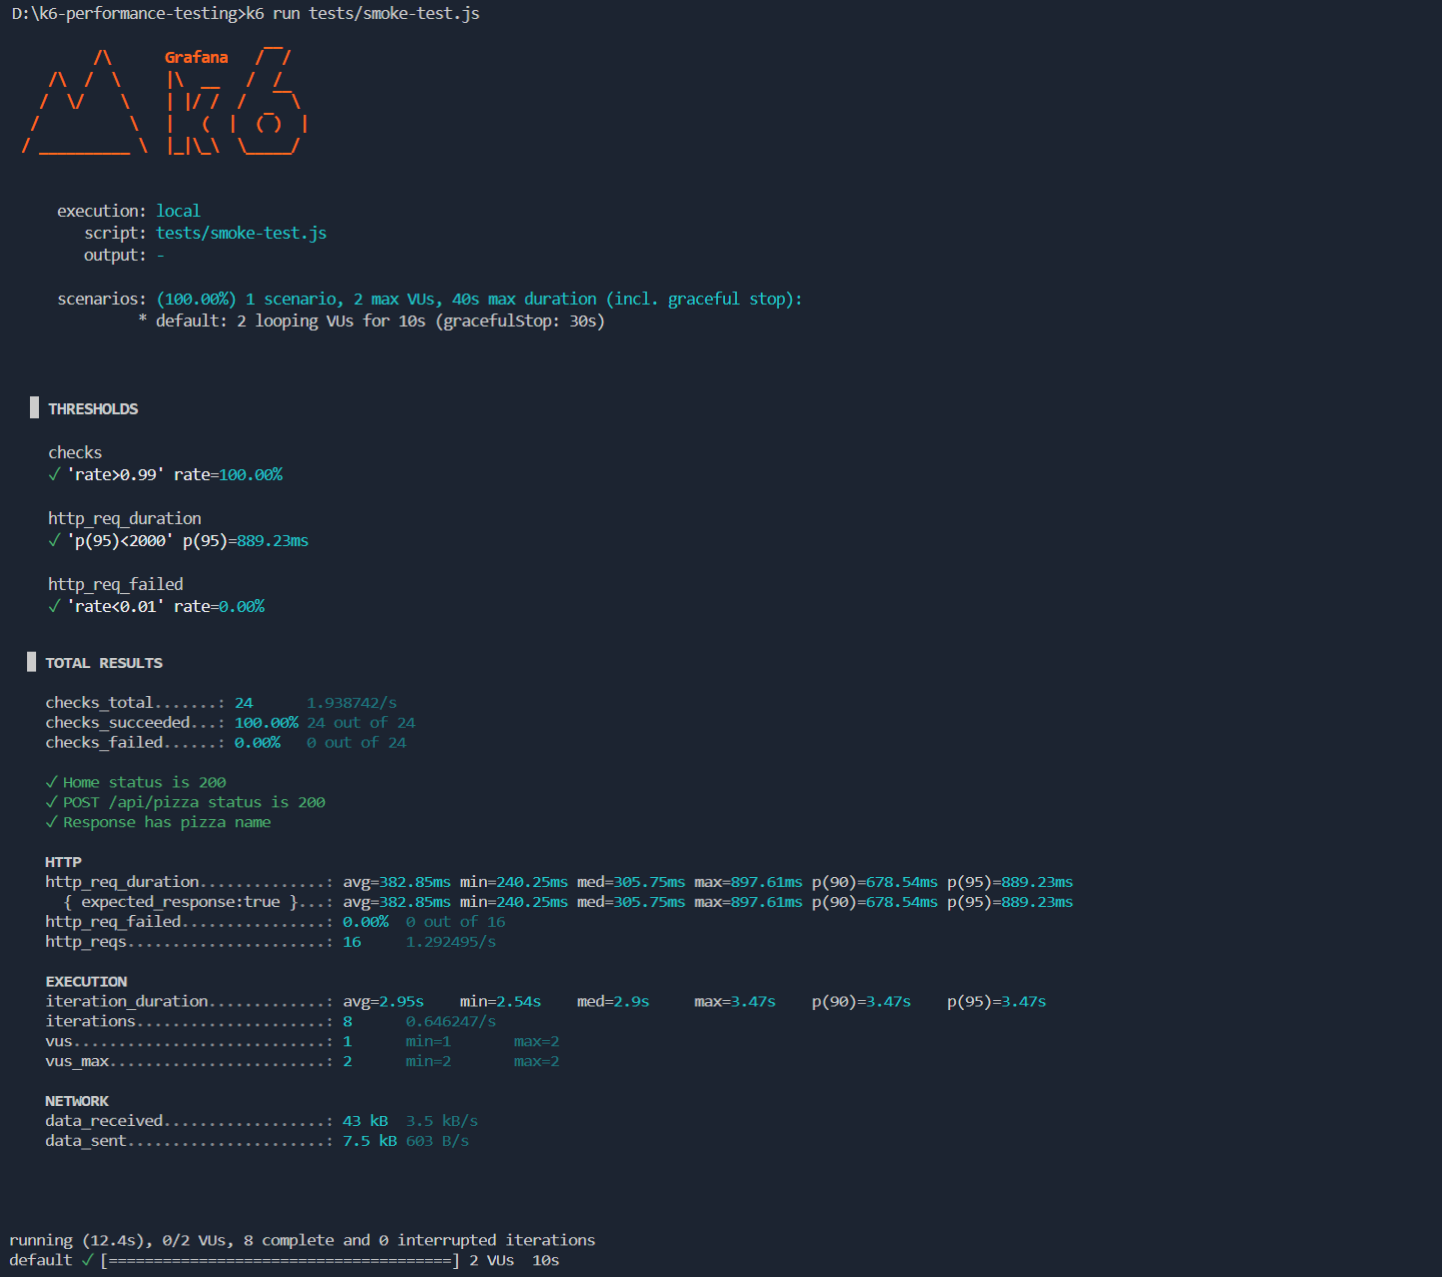 D:\k6-performance-testing>k6 run tests/smoke-test.js
Grafana
k6
execution: local
script: tests/smoke-test.js
output: -
scenarios: (100.00%) 1 scenario, 2 max VUs, 40s max duration (incl. graceful stop):
* default: 2 looping VUs for 10s (gracefulStop: 30s)
THRESHOLDS
checks
✓ 'rate>0.99' rate=100.00%
http_req_duration
✓ 'p(95)<2000' p(95)=889.23ms
http_req_failed
✓ 'rate<0.01' rate=0.00%
TOTAL RESULTS
checks_total.......: 24 1.938742/s
checks_succeeded...: 100.00% 24 out of 24
checks_failed......: 0.00% 0 out of 24
✓ Home status is 200
✓ POST /api/pizza status is 200
✓ Response has pizza name
HTTP
http_req_duration..............: avg=382.85ms min=240.25ms med=305.75ms max=897.61ms p(90)=678.54ms p(95)=889.23ms
{ expected_response:true }...: avg=382.85ms min=240.25ms med=305.75ms max=897.61ms p(90)=678.54ms p(95)=889.23ms
http_req_failed................: 0.00% 0 out of 16
http_reqs......................: 16 1.292495/s
EXECUTION
iteration_duration.............: avg=2.95s min=2.54s med=2.9s max=3.47s p(90)=3.47s p(95)=3.47s
iterations.....................: 8 0.646247/s
vus............................: 1 min=1 max=2
vus_max........................: 2 min=2 max=2
NETWORK
data_received..................: 43 kB 3.5 kB/s
data_sent......................: 7.5 kB 603 B/s
running (12.4s), 0/2 VUs, 8 complete and 0 interrupted iterations
default ✓ [======================================] 2 VUs 10s